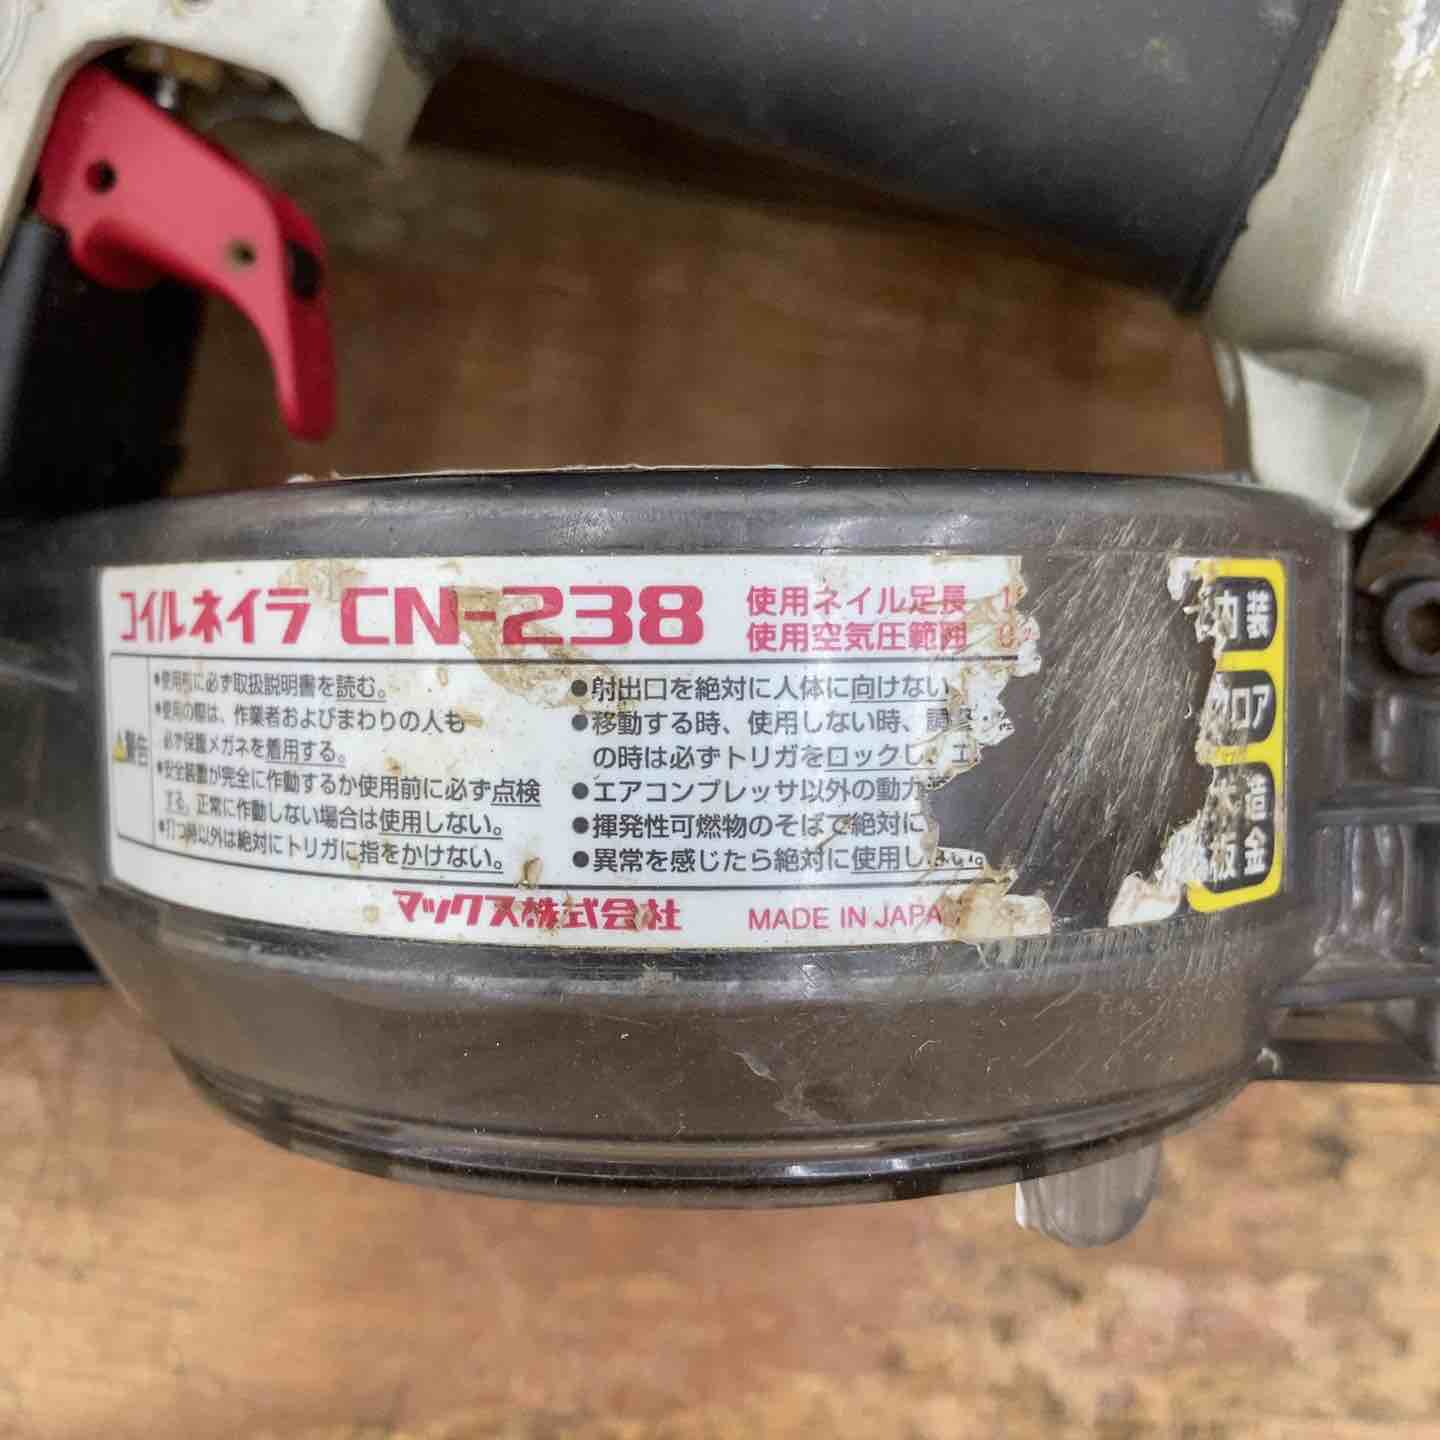 コイルネイラ CN-238
使用ネイル足長 1
使用空気圧範囲 0
警告
●使用前に必ず取扱説明書を読む。
●使用の際は、作業者およびまわりの人も
必ず保護メガネを着用する。
●安全装置が完全に作動するか使用前に必ず点検
する。正常に作動しない場合は使用しない。
●打つ時以外は絶対にトリガに指をかけない。
●射出口を絶対に人体に向けない
●移動する時、使用しない時、調整
の時は必ずトリガをロックし、エ
●エアコンプレッサ以外の動力
●揮発性可燃物のそばで絶対に
●異常を感じたら絶対に使用しない。
マックス株式会社 MADE IN JAPA
内装
フロア
木造
板金